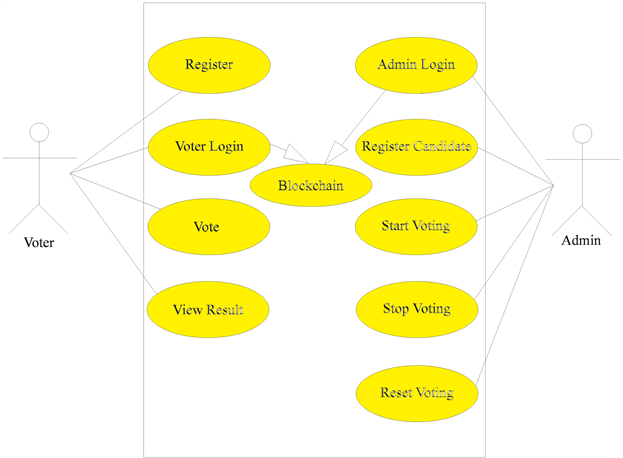 Register
Admin Login
Voter Login
Register Candidate
Blockchain
Vote
Start Voting
Voter
Admin
View Result
Stop Voting
Reset Voting